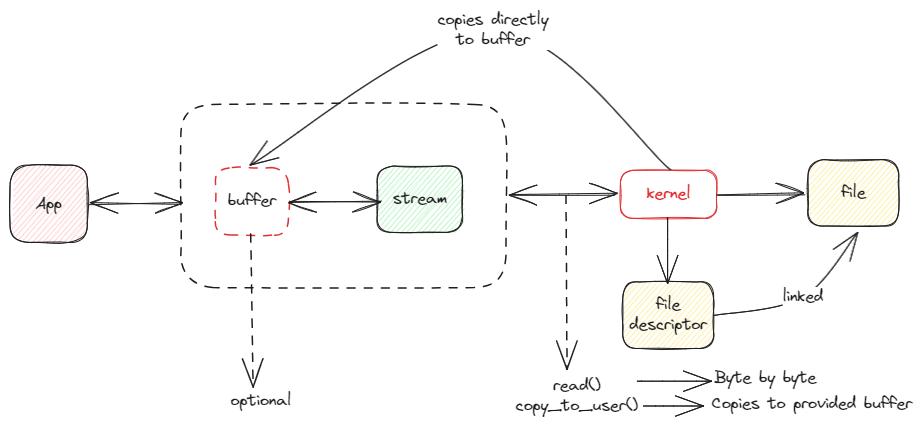 copies directly
to buffer
App
buffer
stream
kernel
file
file
descriptor
linked
optional
read()
Byte by byte
copy_to_user()
Copies to provided buffer